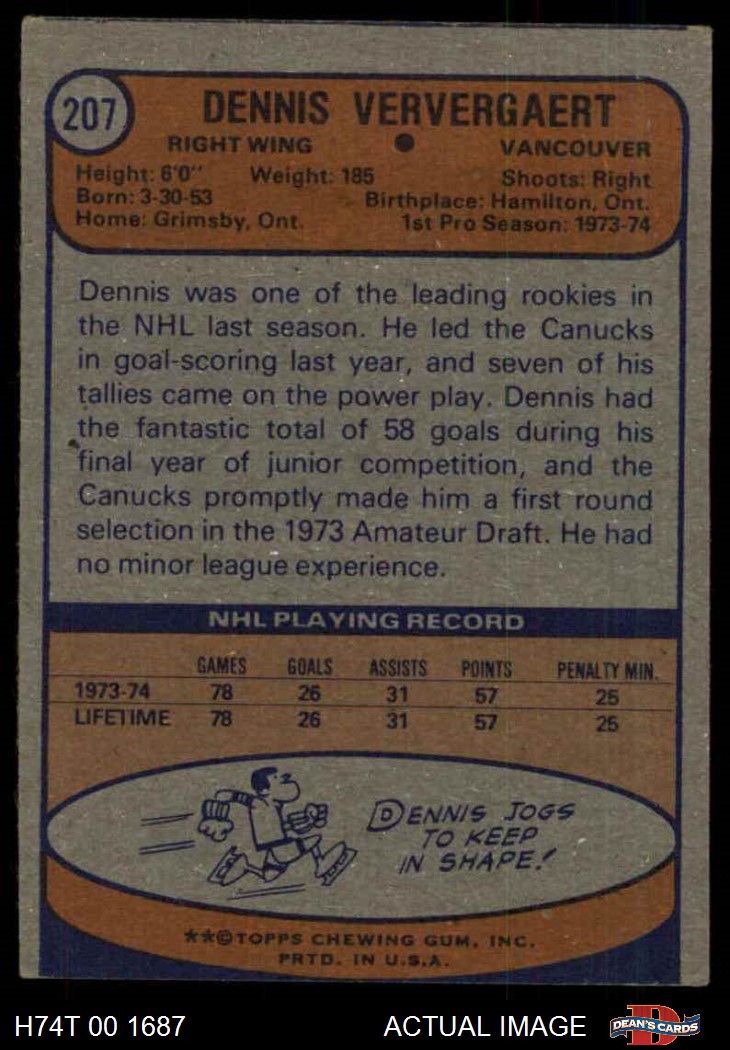 207
DENNIS VERVERGAERT
RIGHT WING ● VANCOUVER
Height: 6'0" Weight: 185 Shoots: Right
Born: 3-30-53 Birthplace: Hamilton, Ont.
Home: Grimsby, Ont. 1st Pro Season: 1973-74
Dennis was one of the leading rookies in
the NHL last season. He led the Canucks
in goal-scoring last year, and seven of his
tallies came on the power play. Dennis had
the fantastic total of 58 goals during his
final year of junior competition, and the
Canucks promptly made him a first round
selection in the 1973 Amateur Draft. He had
no minor league experience.
NHL PLAYING RECORD
GAMES GOALS ASSISTS POINTS PENALTY MIN.
1973-74 78 26 31 57 25
LIFETIME 78 26 31 57 25
DENNIS JOGS
TO KEEP
IN SHAPE!
**©TOPPS CHEWING GUM, INC.
PRTD. IN U.S.A.
H74T 00 1687 ACTUAL IMAGE D DEAN'S CARDS